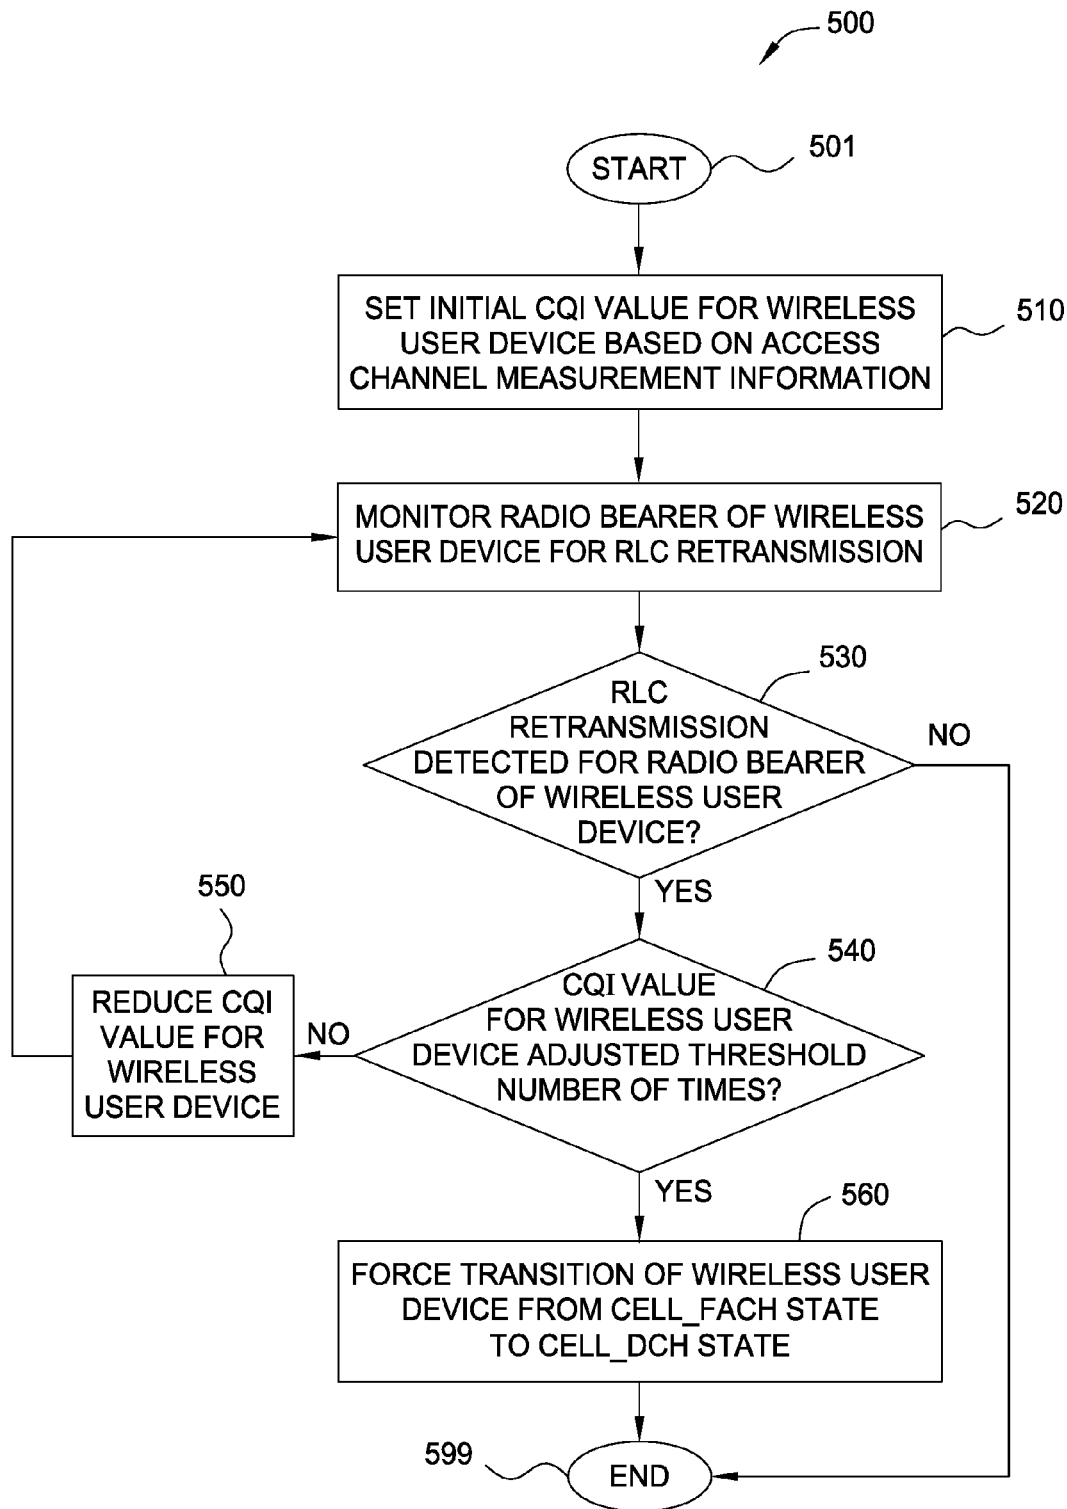 500
START
501
SET INITIAL CQI VALUE FOR WIRELESS
USER DEVICE BASED ON ACCESS
CHANNEL MEASUREMENT INFORMATION
510
MONITOR RADIO BEARER OF WIRELESS
USER DEVICE FOR RLC RETRANSMISSION
520
RLC
RETRANSMISSION
DETECTED FOR RADIO BEARER
OF WIRELESS USER
DEVICE?
530
NO
YES
CQI VALUE
FOR WIRELESS USER
DEVICE ADJUSTED THRESHOLD
NUMBER OF TIMES?
540
NO
550
REDUCE CQI
VALUE FOR
WIRELESS
USER DEVICE
YES
560
FORCE TRANSITION OF WIRELESS USER
DEVICE FROM CELL_FACH STATE
TO CELL_DCH STATE
599
END